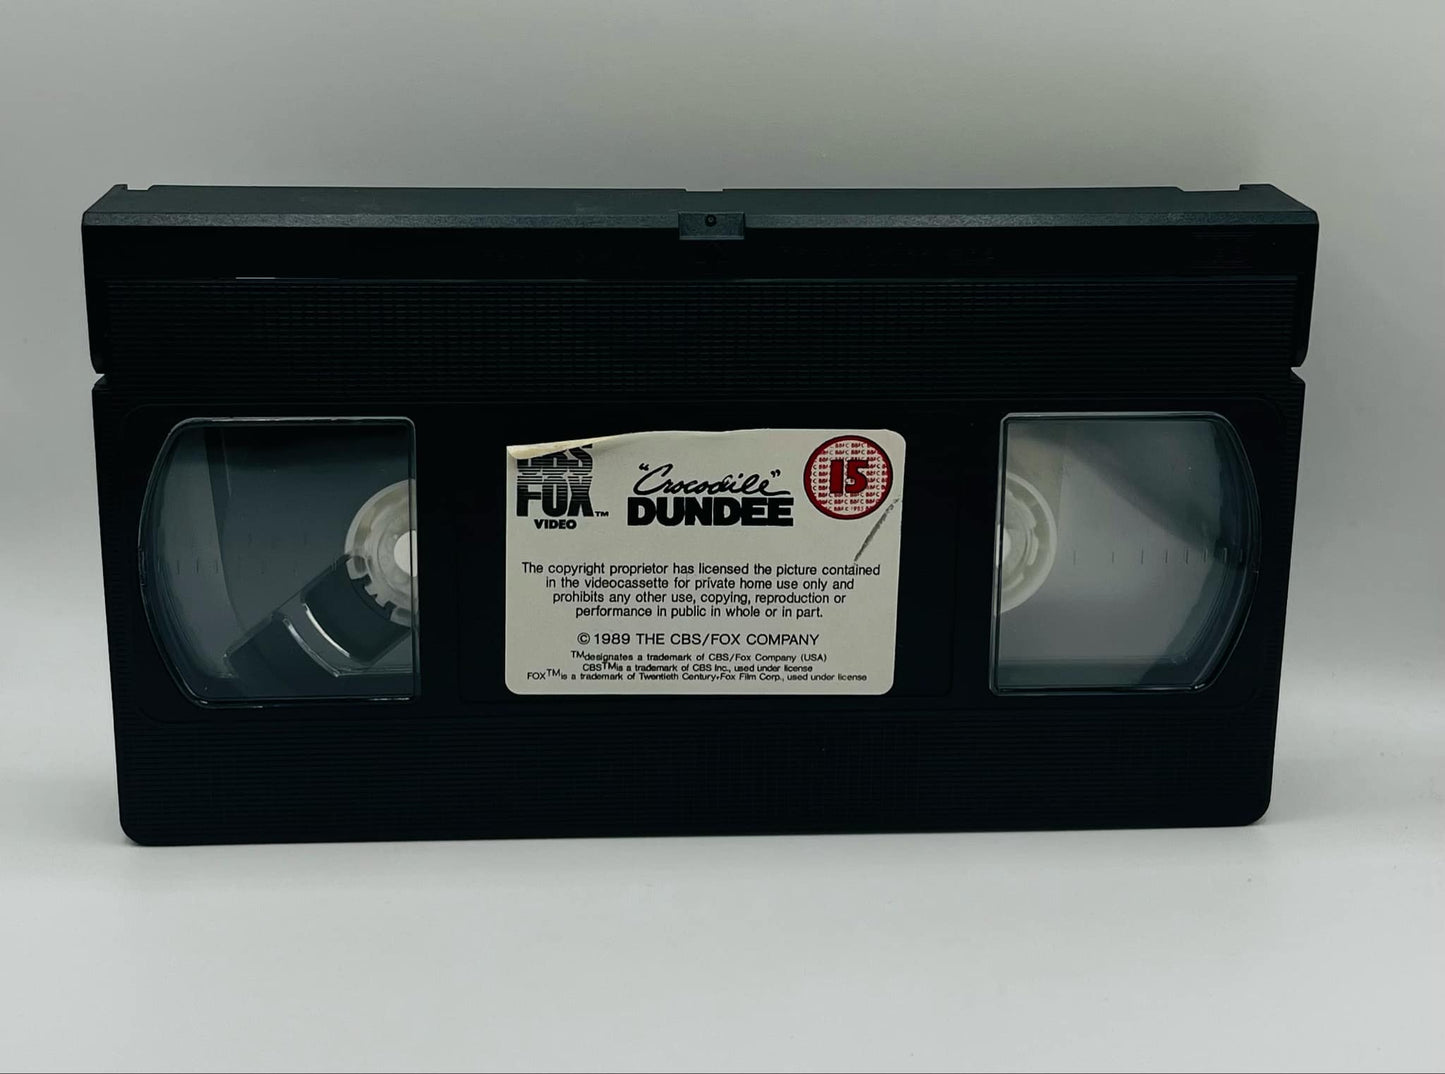 CBS
FOX™
VIDEO
"Crocodile"
DUNDEE
15
The copyright proprietor has licensed the picture contained
in the videocassette for private home use only and
prohibits any other use, copying, reproduction or
performance in public in whole or in part.
© 1989 THE CBS/FOX COMPANY
TM designates a trademark of CBS/Fox Company (USA)
CBS TM is a trademark of CBS Inc., used under license
FOX TM is a trademark of Twentieth Century-Fox Film Corp., used under license